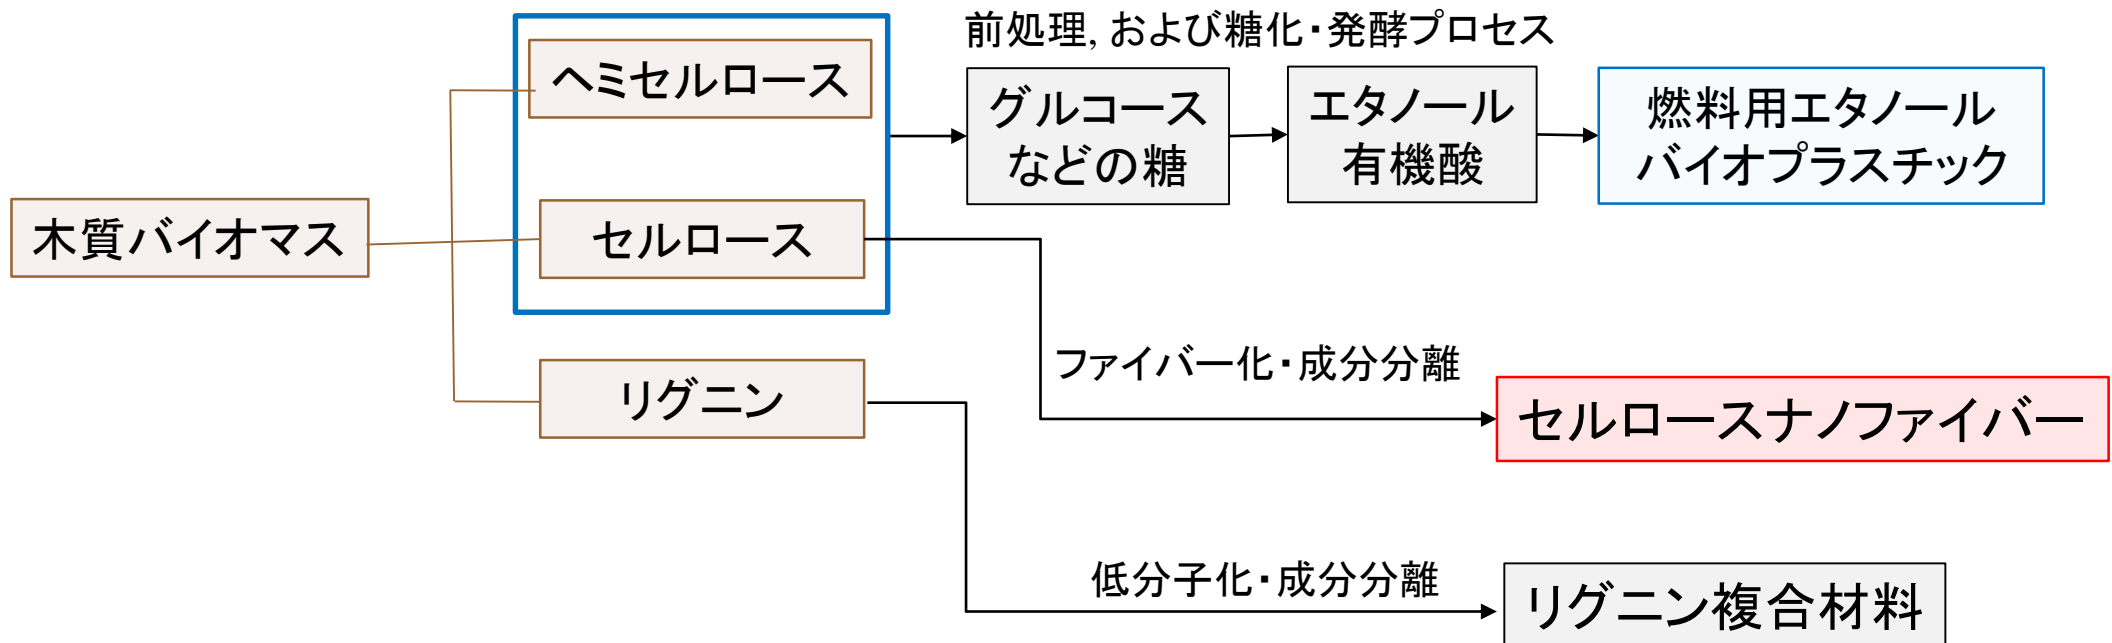 前処理, および糖化・発酵プロセス
ヘミセルロース
グルコース
などの糖
エタノール
有機酸
燃料用エタノール
バイオプラスチック
木質バイオマス
セルロース
ファイバー化・成分分離
リグニン
セルロースナノファイバー
低分子化・成分分離
リグニン複合材料